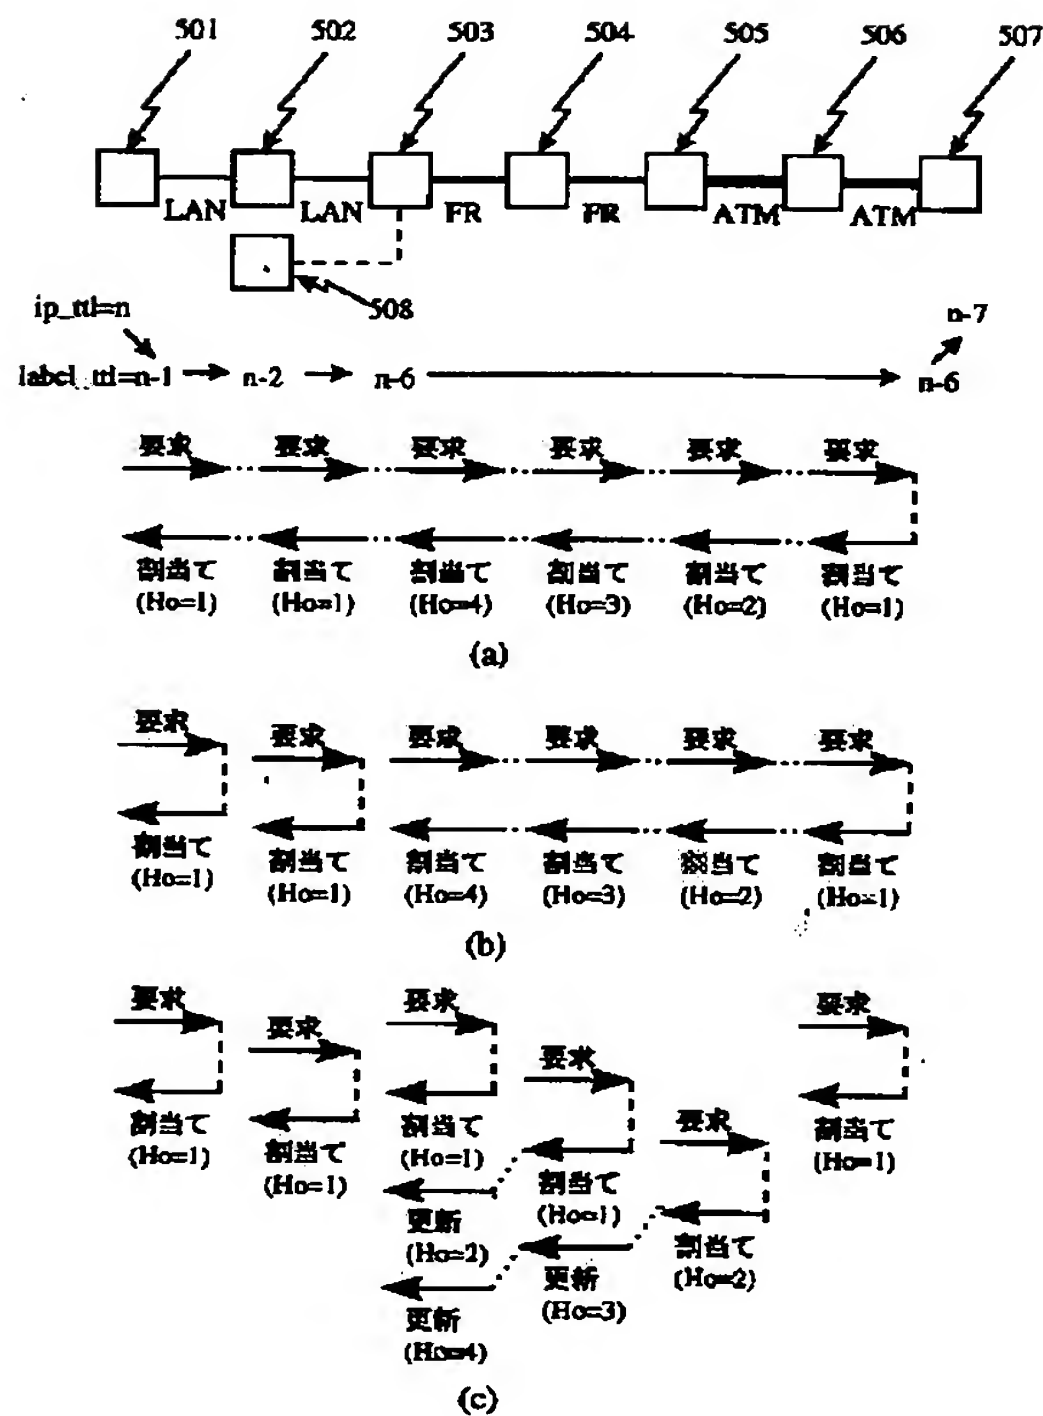 501 502 503 504 505 506 507
LAN LAN FR FR ATM ATM
508
ip_ttl=n
n-7
label_ttl=n-1 n-2 n-6 n-6
要求 要求 要求 要求 要求 要求
割当て 割当て 割当て 割当て 割当て 割当て
(Ho=1) (Ho=1) (Ho=4) (Ho=3) (Ho=2) (Ho=1)
(a)
要求 要求 要求 要求 要求 要求
割当て 割当て 割当て 割当て 割当て 割当て
(Ho=1) (Ho=1) (Ho=4) (Ho=3) (Ho=2) (Ho=1)
(b)
要求 要求 要求
要求
要求
要求
割当て 割当て 割当て
(Ho=1) (Ho=1) (Ho=1)
割当て
(Ho=1)
割当て
(Ho=1)
更新
(Ho=2)
割当て
(Ho=2)
更新
(Ho=3)
更新
(Ho=4)
(c)